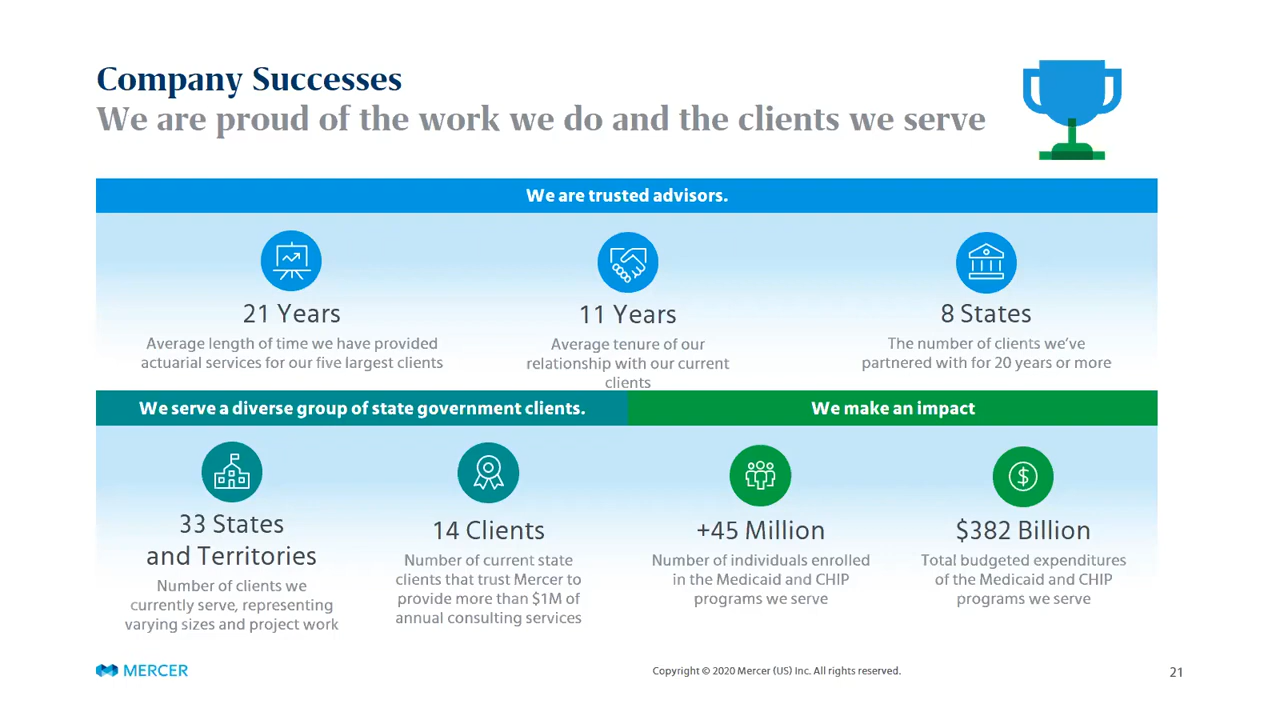 Company Successes
We are proud of the work we do and the clients we serve
We are trusted advisors.
21 Years
Average length of time we have provided
actuarial services for our five largest clients
11 Years
Average tenure of our
relationship with our current
clients
8 States
The number of clients we’ve
partnered with for 20 years or more
We serve a diverse group of state government clients.
33 States
and Territories
Number of clients we
currently serve, representing
varying sizes and project work
14 Clients
Number of current state
clients that trust Mercer to
provide more than $1M of
annual consulting services
We make an impact
+45 Million
Number of individuals enrolled
in the Medicaid and CHIP
programs we serve
$382 Billion
Total budgeted expenditures
of the Medicaid and CHIP
programs we serve
MERCER
Copyright © 2020 Mercer (US) Inc. All rights reserved.
21